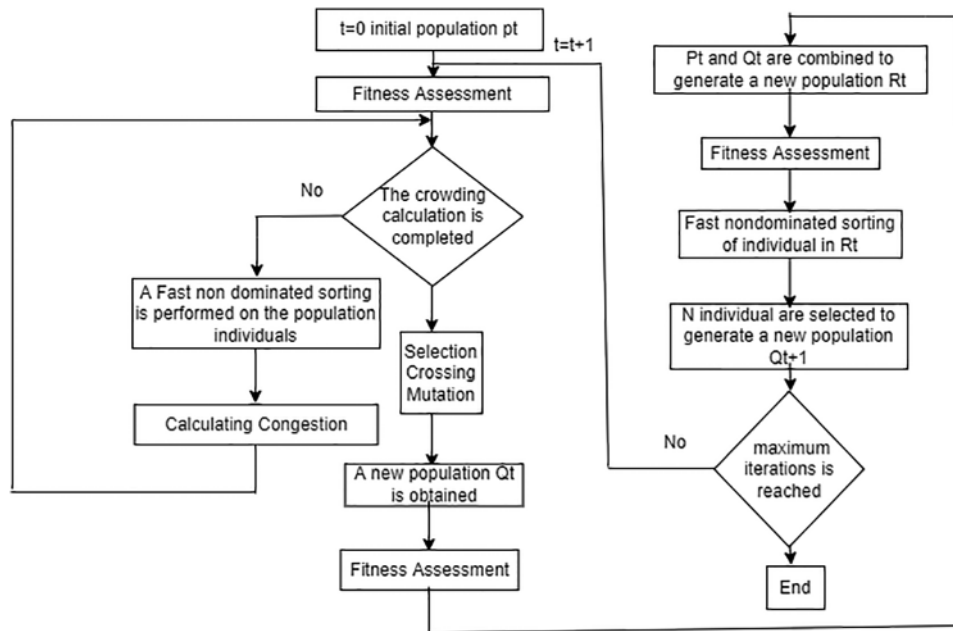 t=0 initial population pt
t=t+1
Fitness Assessment
No
The crowding
calculation is
completed
A Fast non dominated sorting
is performed on the population
individuals
Calculating Congestion
Selection
Crossing
Mutation
A new population Qt
is obtained
Fitness Assessment
Pt and Qt are combined to
generate a new population Rt
Fitness Assessment
Fast nondominated sorting
of individual in Rt
N individual are selected to
generate a new population
Qt+1
No
maximum
iterations is
reached
End